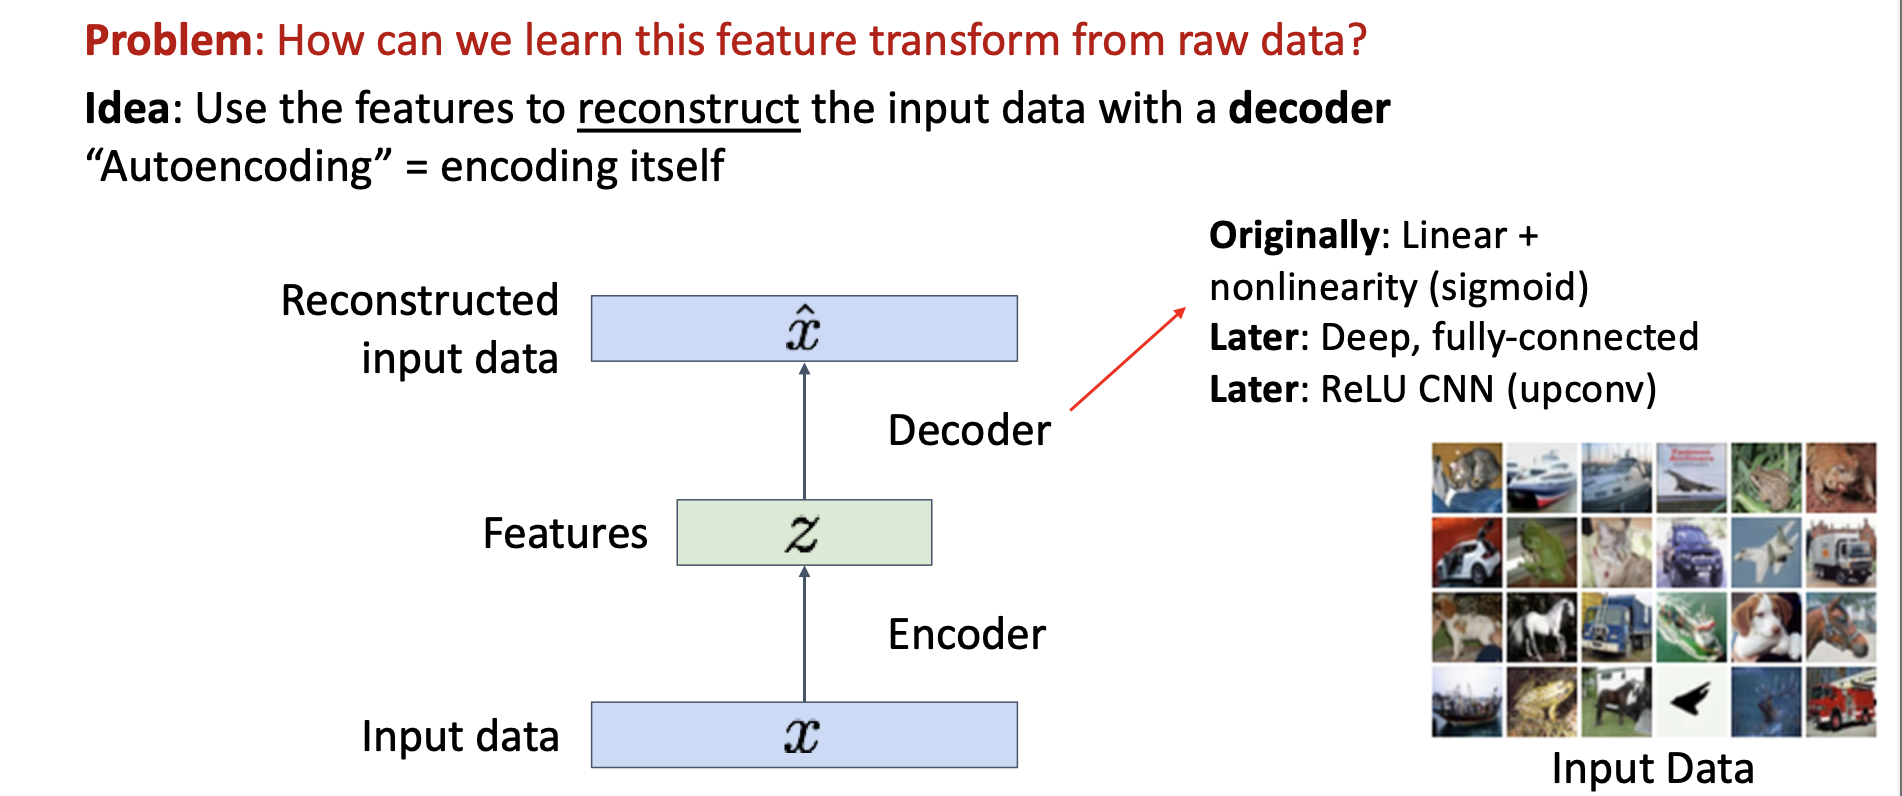 Problem: How can we learn this feature transform from raw data?
Idea: Use the features to reconstruct the input data with a decoder
“Autoencoding” = encoding itself
Originally: Linear +
nonlinearity (sigmoid)
Later: Deep, fully-connected
Later: ReLU CNN (upconv)
Reconstructed
input data
x̂
Decoder
Features
z
Encoder
Input data
x
Input Data